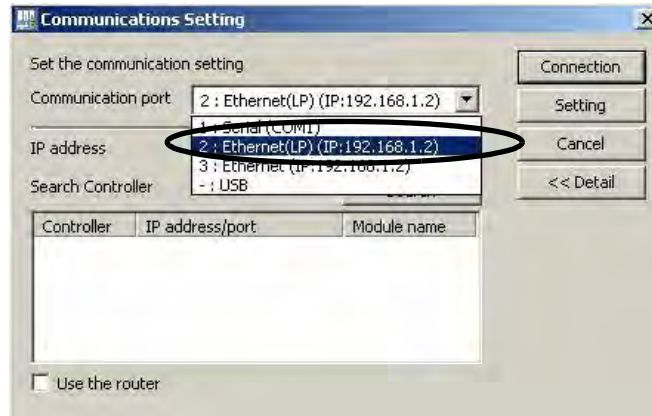 Communications Setting
Set the communication setting
Connection
Communication port 2 : Ethernet(LP) (IP:192.168.1.2)
Setting
1 : Serial (COM1)
IP address 2 : Ethernet(LP) (IP:192.168.1.2)
Cancel
3 : Ethernet (IP:192.168.1.2)
Search Controller - : USB
Search
<< Detail
Controller IP address/port Module name
Use the router